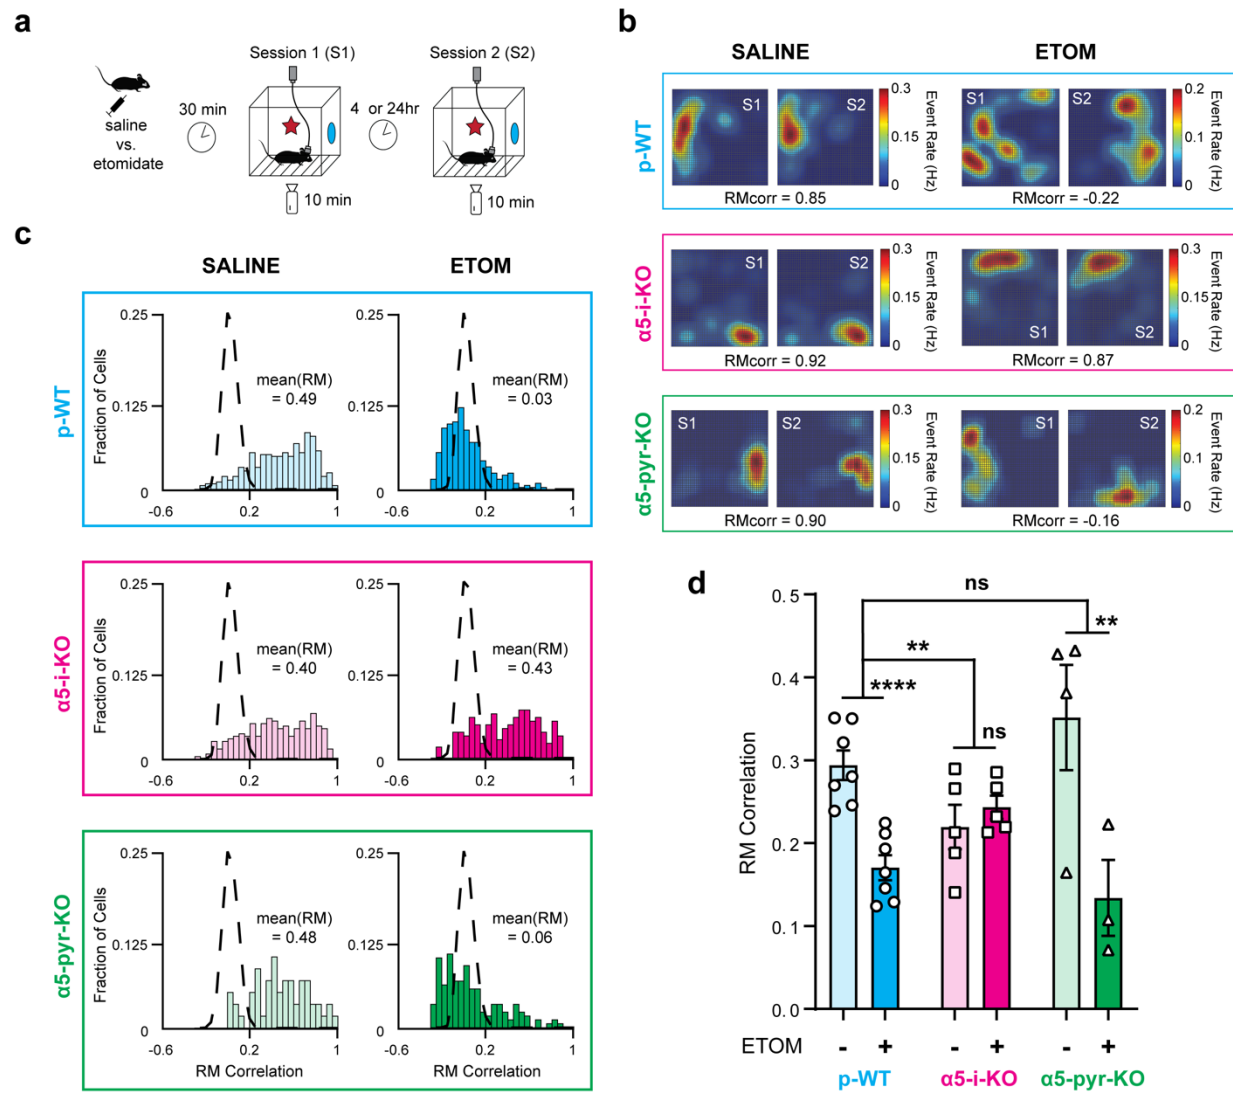 a
Session 1 (S1)
Session 2 (S2)
saline
vs.
etomidate
30 min
4 or 24hr
10 min
10 min
b
SALINE
ETOM
p-WT
S1
S2
0.3
0.15
0
Event Rate (Hz)
S1
S2
0.2
0.1
0
Event Rate (Hz)
RMcorr = 0.85
RMcorr = -0.22
α5-i-KO
S1
S2
0.3
0.15
0
Event Rate (Hz)
S1
S2
0.3
0.15
0
Event Rate (Hz)
RMcorr = 0.92
RMcorr = 0.87
α5-pyr-KO
S1
S2
0.3
0.15
0
Event Rate (Hz)
S1
S2
0.2
0.1
0
Event Rate (Hz)
RMcorr = 0.90
RMcorr = -0.16
c
SALINE
ETOM
p-WT
Fraction of Cells
0.25
0.125
0
-0.6
0.2
1
mean(RM)
= 0.49
0.25
0.125
0
-0.6
0.2
1
mean(RM)
= 0.03
α5-i-KO
Fraction of Cells
0.25
0.125
0
-0.6
0.2
1
mean(RM)
= 0.40
0.25
0.125
0
-0.6
0.2
1
mean(RM)
= 0.43
α5-pyr-KO
Fraction of Cells
0.25
0.125
0
-0.6
0.2
1
mean(RM)
= 0.48
RM Correlation
0.25
0.125
0
-0.6
0.2
1
mean(RM)
= 0.06
RM Correlation
d
RM Correlation
0.5
0.4
0.3
0.2
0.1
0.0
ns
**
**
****
ns
ETOM
- + - + - +
p-WT
α5-i-KO
α5-pyr-KO